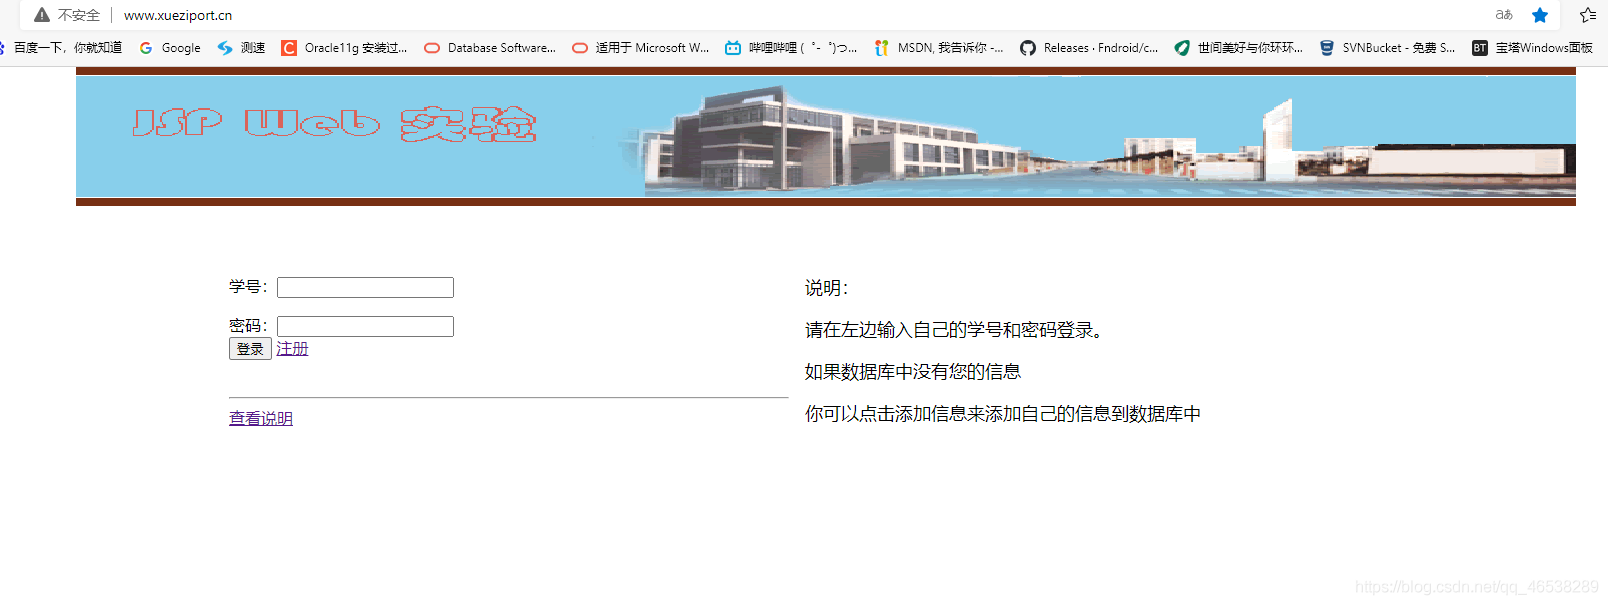 不安全 www.xueziport.cn aあ
百度一下，你就知道 Google 测速 Oracle11g 安装过... Database Software... 适用于 Microsoft W... 哔哩哔哩 (゜-゜)つ... MSDN, 我告诉你 -... Releases · Fndroid/c... 世间美好与你环环... SVNBucket - 免费 S... BT 宝塔Windows面板
JSP Web 实验
学号：
密码：
登录 注册
查看说明
说明：
请在左边输入自己的学号和密码登录。
如果数据库中没有您的信息
你可以点击添加信息来添加自己的信息到数据库中
https://blog.csdn.net/qq_46538289